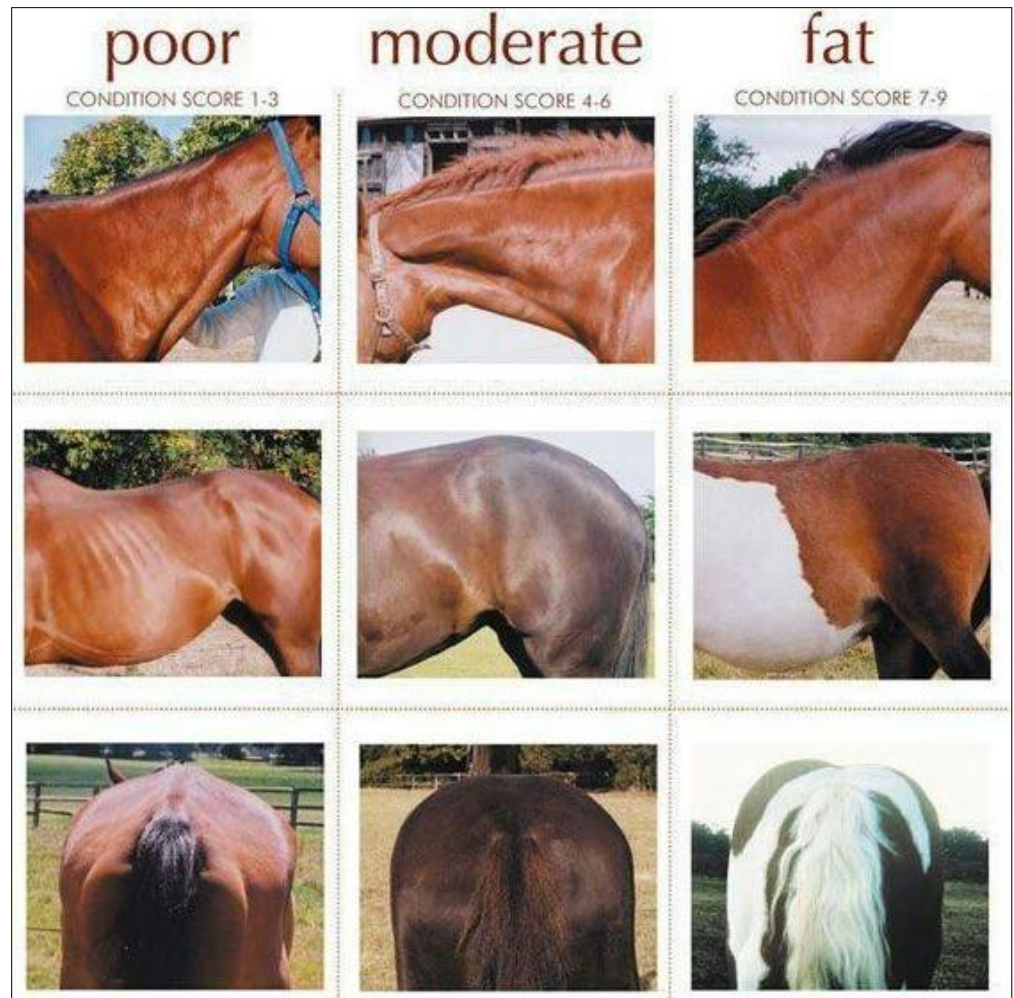 poor
moderate
fat
CONDITION SCORE 1-3
CONDITION SCORE 4-6
CONDITION SCORE 7-9